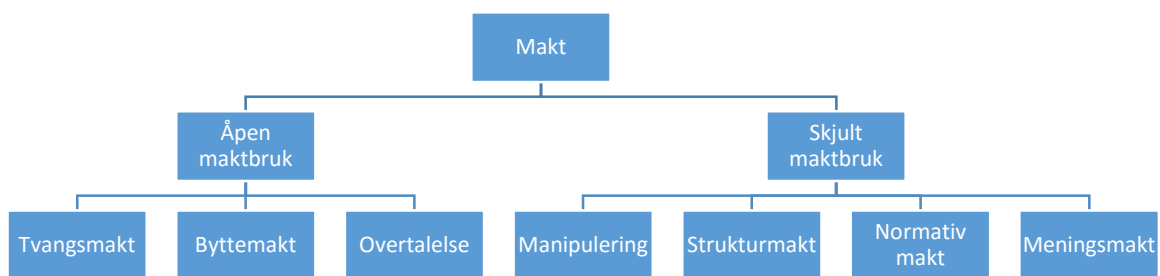 Makt
Åpen
maktbruk
Skjult
maktbruk
Tvangsmakt
Byttemakt
Overtalelse
Manipulering
Strukturmakt
Normativ
makt
Meningsmakt